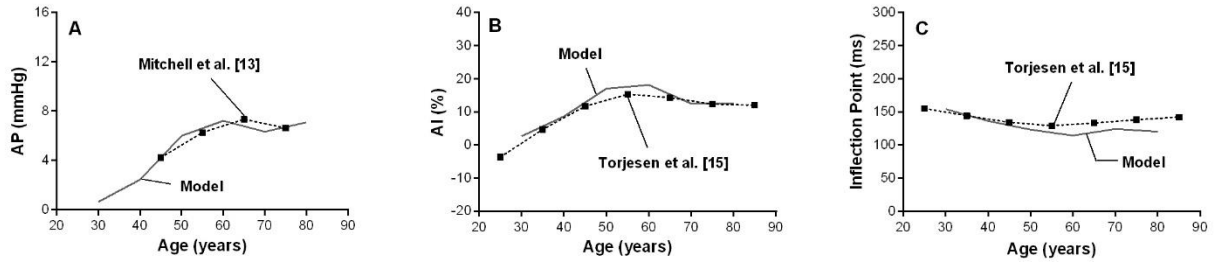 A
AP (mmHg)
16
12
8
4
0
Mitchell et al. [13]
Model
20 30 40 50 60 70 80 90
Age (years)
B
AI (%)
40
30
20
10
0
-10
-20
Model
Torjesen et al. [15]
20 30 40 50 60 70 80 90
Age (years)
C
Inflection Point (ms)
300
250
200
150
100
50
0
Torjesen et al. [15]
Model
20 30 40 50 60 70 80 90
Age (years)